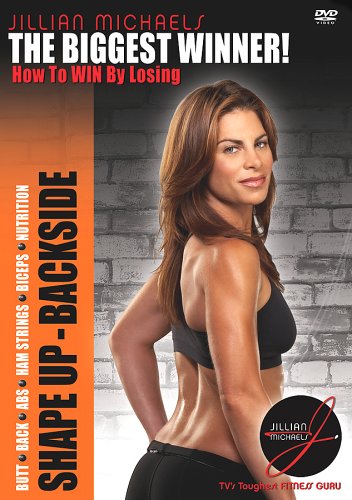 JILLIAN MICHAELS
THE BIGGEST WINNER!
How To WIN By Losing
DVD
VIDEO
BUTT • BACK • ABS • HAM STRINGS • BICEPS • NUTRITION
SHAPE UP - BACKSIDE
JILLIAN
MICHAELS
J.
TV's Toughest FITNESS GURU